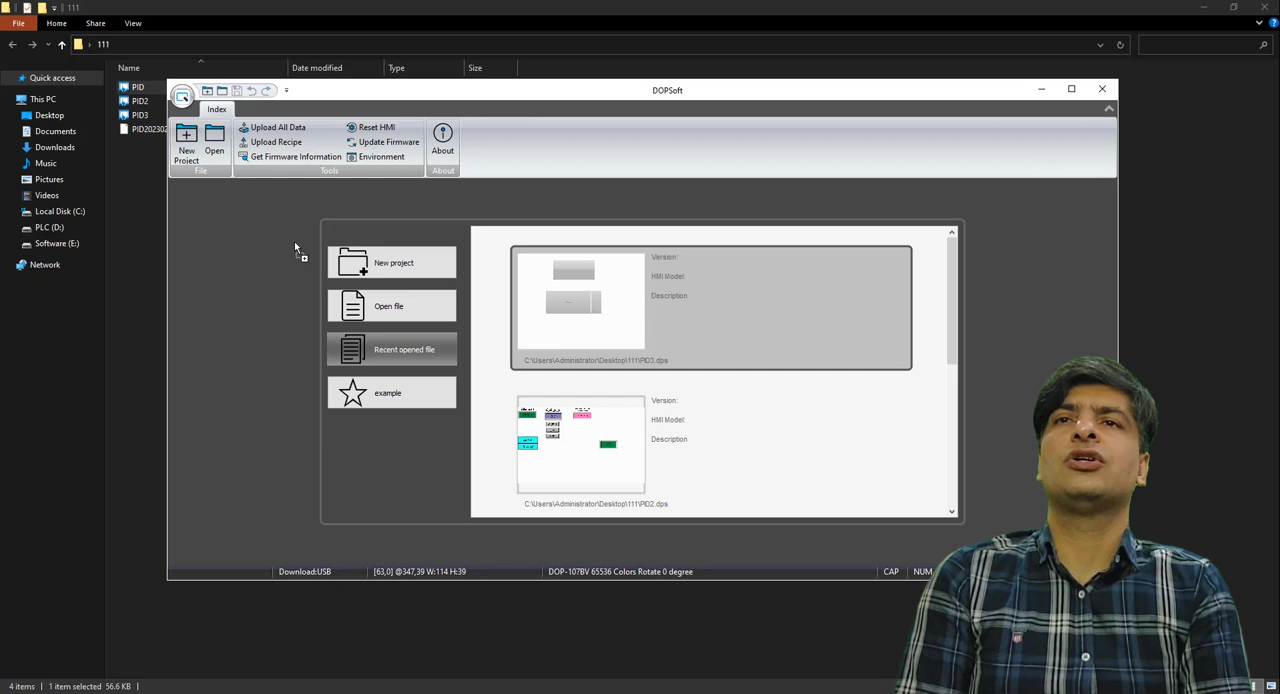 111
File
Home
Share
View
111
Name
Date modified
Type
Size
Quick access
This PC
Desktop
Documents
Downloads
Music
Pictures
Videos
Local Disk (C:)
PLC (D:)
Software (E:)
Network
PID
PID2
PID3
PID202302
DOPSoft
Index
New Project
Open
File
Upload All Data
Upload Recipe
Get Firmware Information
Reset HMI
Update Firmware
Environment
Tools
About
About
New project
Open file
Recent opened file
example
Version:
HMI Model:
Description
C:\Users\Administrator\Desktop\111\PID3.dps
Version:
HMI Model:
Description
C:\Users\Administrator\Desktop\111\PID2.dps
Download:USB
[63,0] @347,39 W:114 H:39
DOP-107BV 65536 Colors Rotate 0 degree
CAP
NUM
4 items
1 item selected 56.6 KB